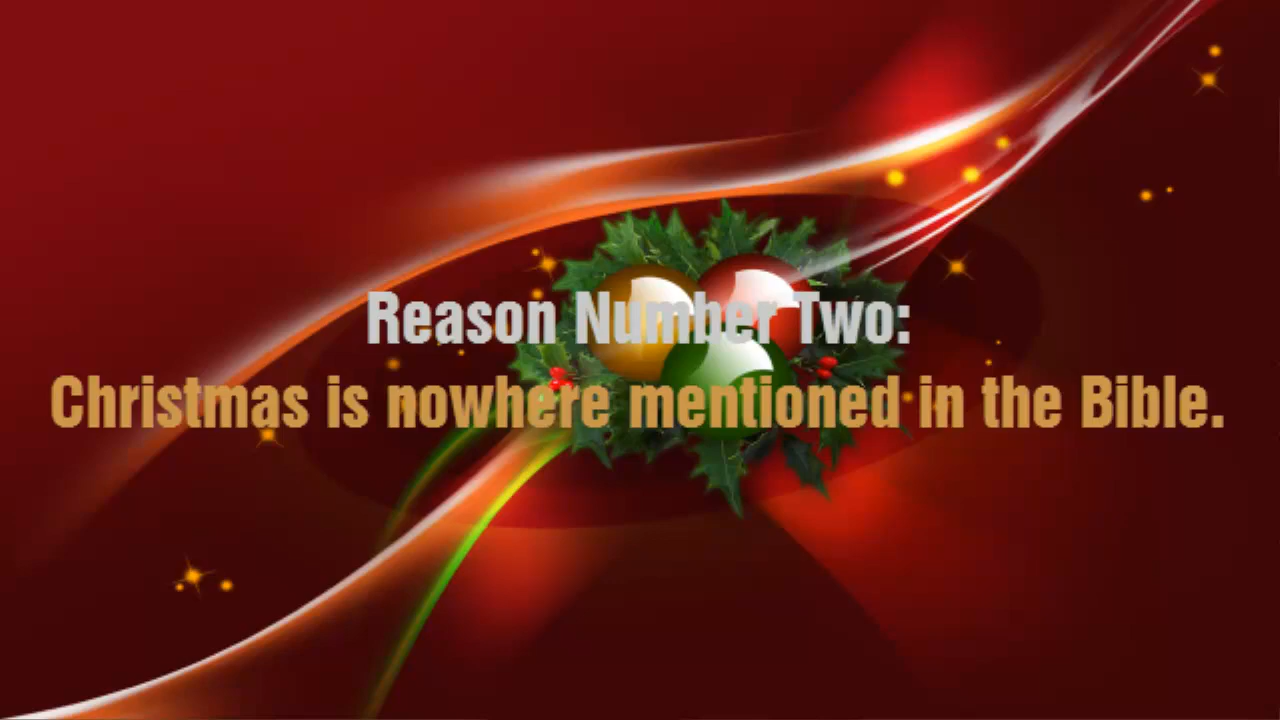 Reason Number Two:
Christmas is nowhere mentioned in the Bible.